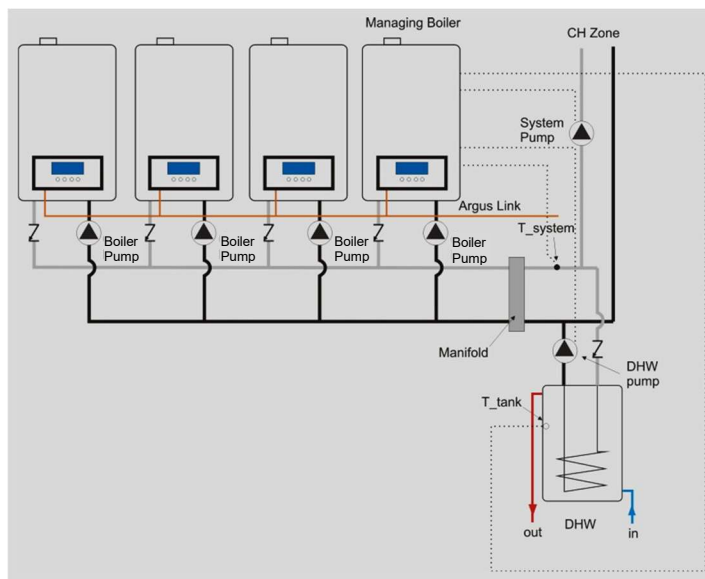 Managing Boiler
CH Zone
System
Pump
Argus Link
T_system
Boiler
Pump
Boiler
Pump
Boiler
Pump
Boiler
Pump
Manifold
DHW
pump
T_tank
out
DHW
in